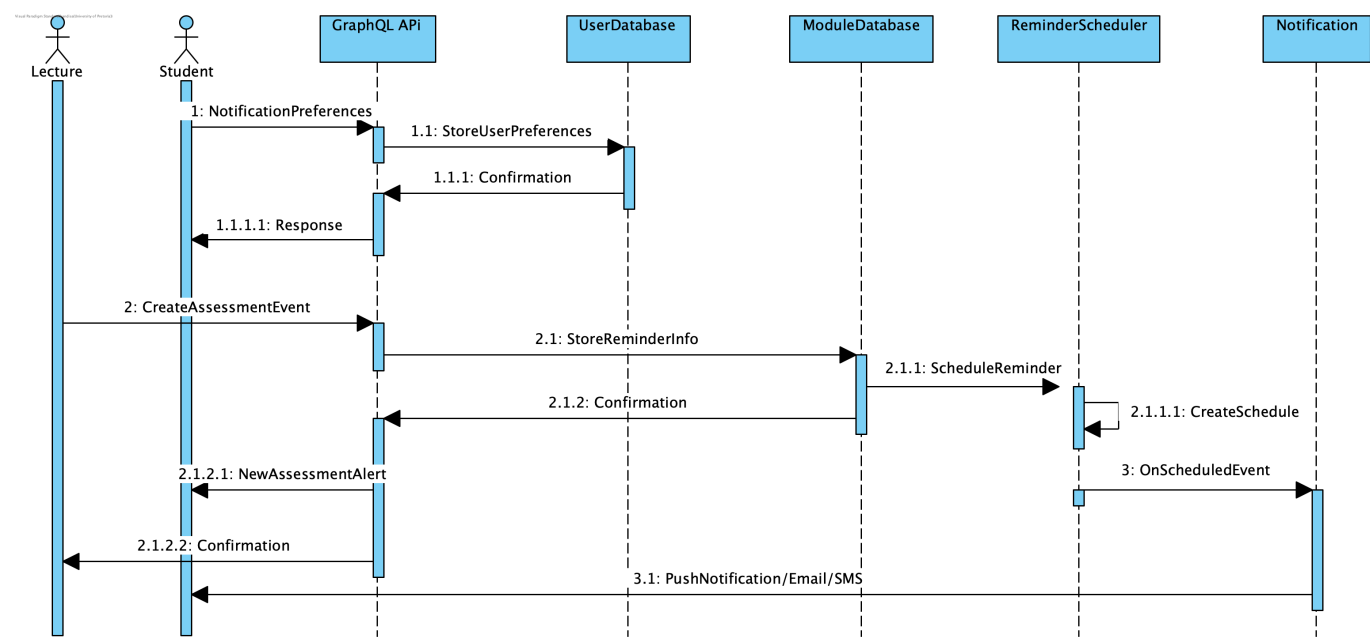 GraphQL APi
UserDatabase
ModuleDatabase
ReminderScheduler
Notification
Lecture
Student
1: NotificationPreferences
1.1: StoreUserPreferences
1.1.1: Confirmation
1.1.1.1: Response
2: CreateAssessmentEvent
2.1: StoreReminderInfo
2.1.1: ScheduleReminder
2.1.2: Confirmation
2.1.1.1: CreateSchedule
2.1.2.1: NewAssessmentAlert
3: OnScheduledEvent
2.1.2.2: Confirmation
3.1: PushNotification/Email/SMS